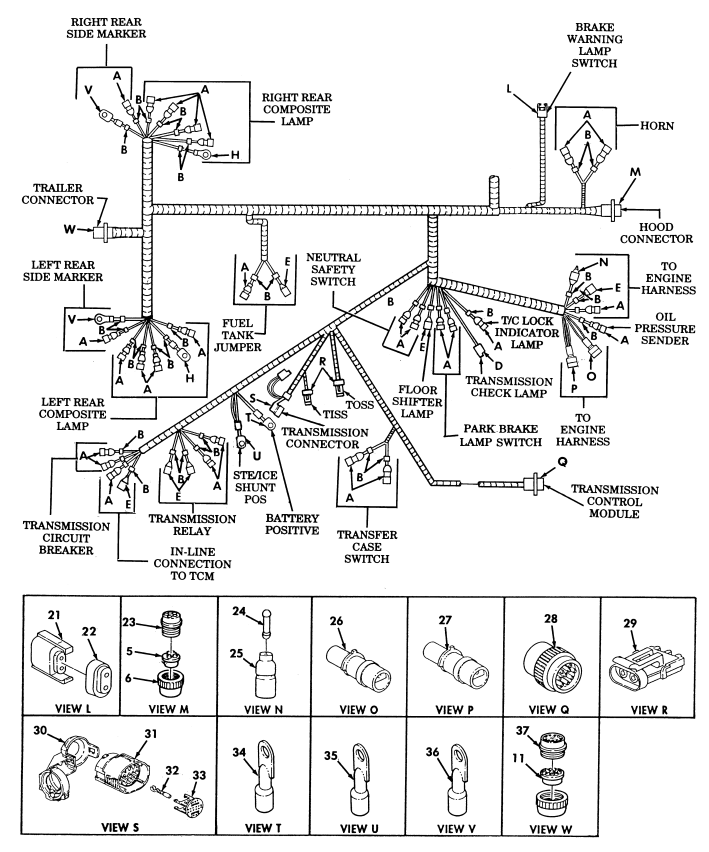 RIGHT REAR
SIDE MARKER
BRAKE
WARNING
LAMP
SWITCH
V
A
B
A
B
RIGHT REAR
COMPOSITE
LAMP
B
B
H
L
A
B
HORN
TRAILER
CONNECTOR
W
M
HOOD
CONNECTOR
LEFT REAR
SIDE MARKER
NEUTRAL
SAFETY
SWITCH
A
E
B
N
B
E
B
A
TO
ENGINE
HARNESS
V
B
A
B
B
A
A
A
H
FUEL
TANK
JUMPER
B
A
B
E
A
B
A
D
T/C LOCK
INDICATOR
LAMP
B
A
OIL
PRESSURE
SENDER
P
O
LEFT REAR
COMPOSITE
LAMP
S
R
TISS
TOSS
FLOOR
SHIFTER
LAMP
TRANSMISSION
CHECK LAMP
TO
ENGINE
HARNESS
T
U
TRANSMISSION
CONNECTOR
PARK BRAKE
LAMP SWITCH
A
B
A
E
B
B
E
B
A
STE/ICE
SHUNT
POS
B
A
Q
TRANSMISSION
CONTROL
MODULE
TRANSMISSION
CIRCUIT
BREAKER
TRANSMISSION
RELAY
BATTERY
POSITIVE
TRANSFER
CASE
SWITCH
IN-LINE
CONNECTION
TO TCM
21
22
VIEW L
23
5
6
VIEW M
24
25
VIEW N
26
VIEW O
27
VIEW P
28
VIEW Q
29
VIEW R
30
31
32
33
VIEW S
34
VIEW T
35
VIEW U
36
VIEW V
37
11
VIEW W